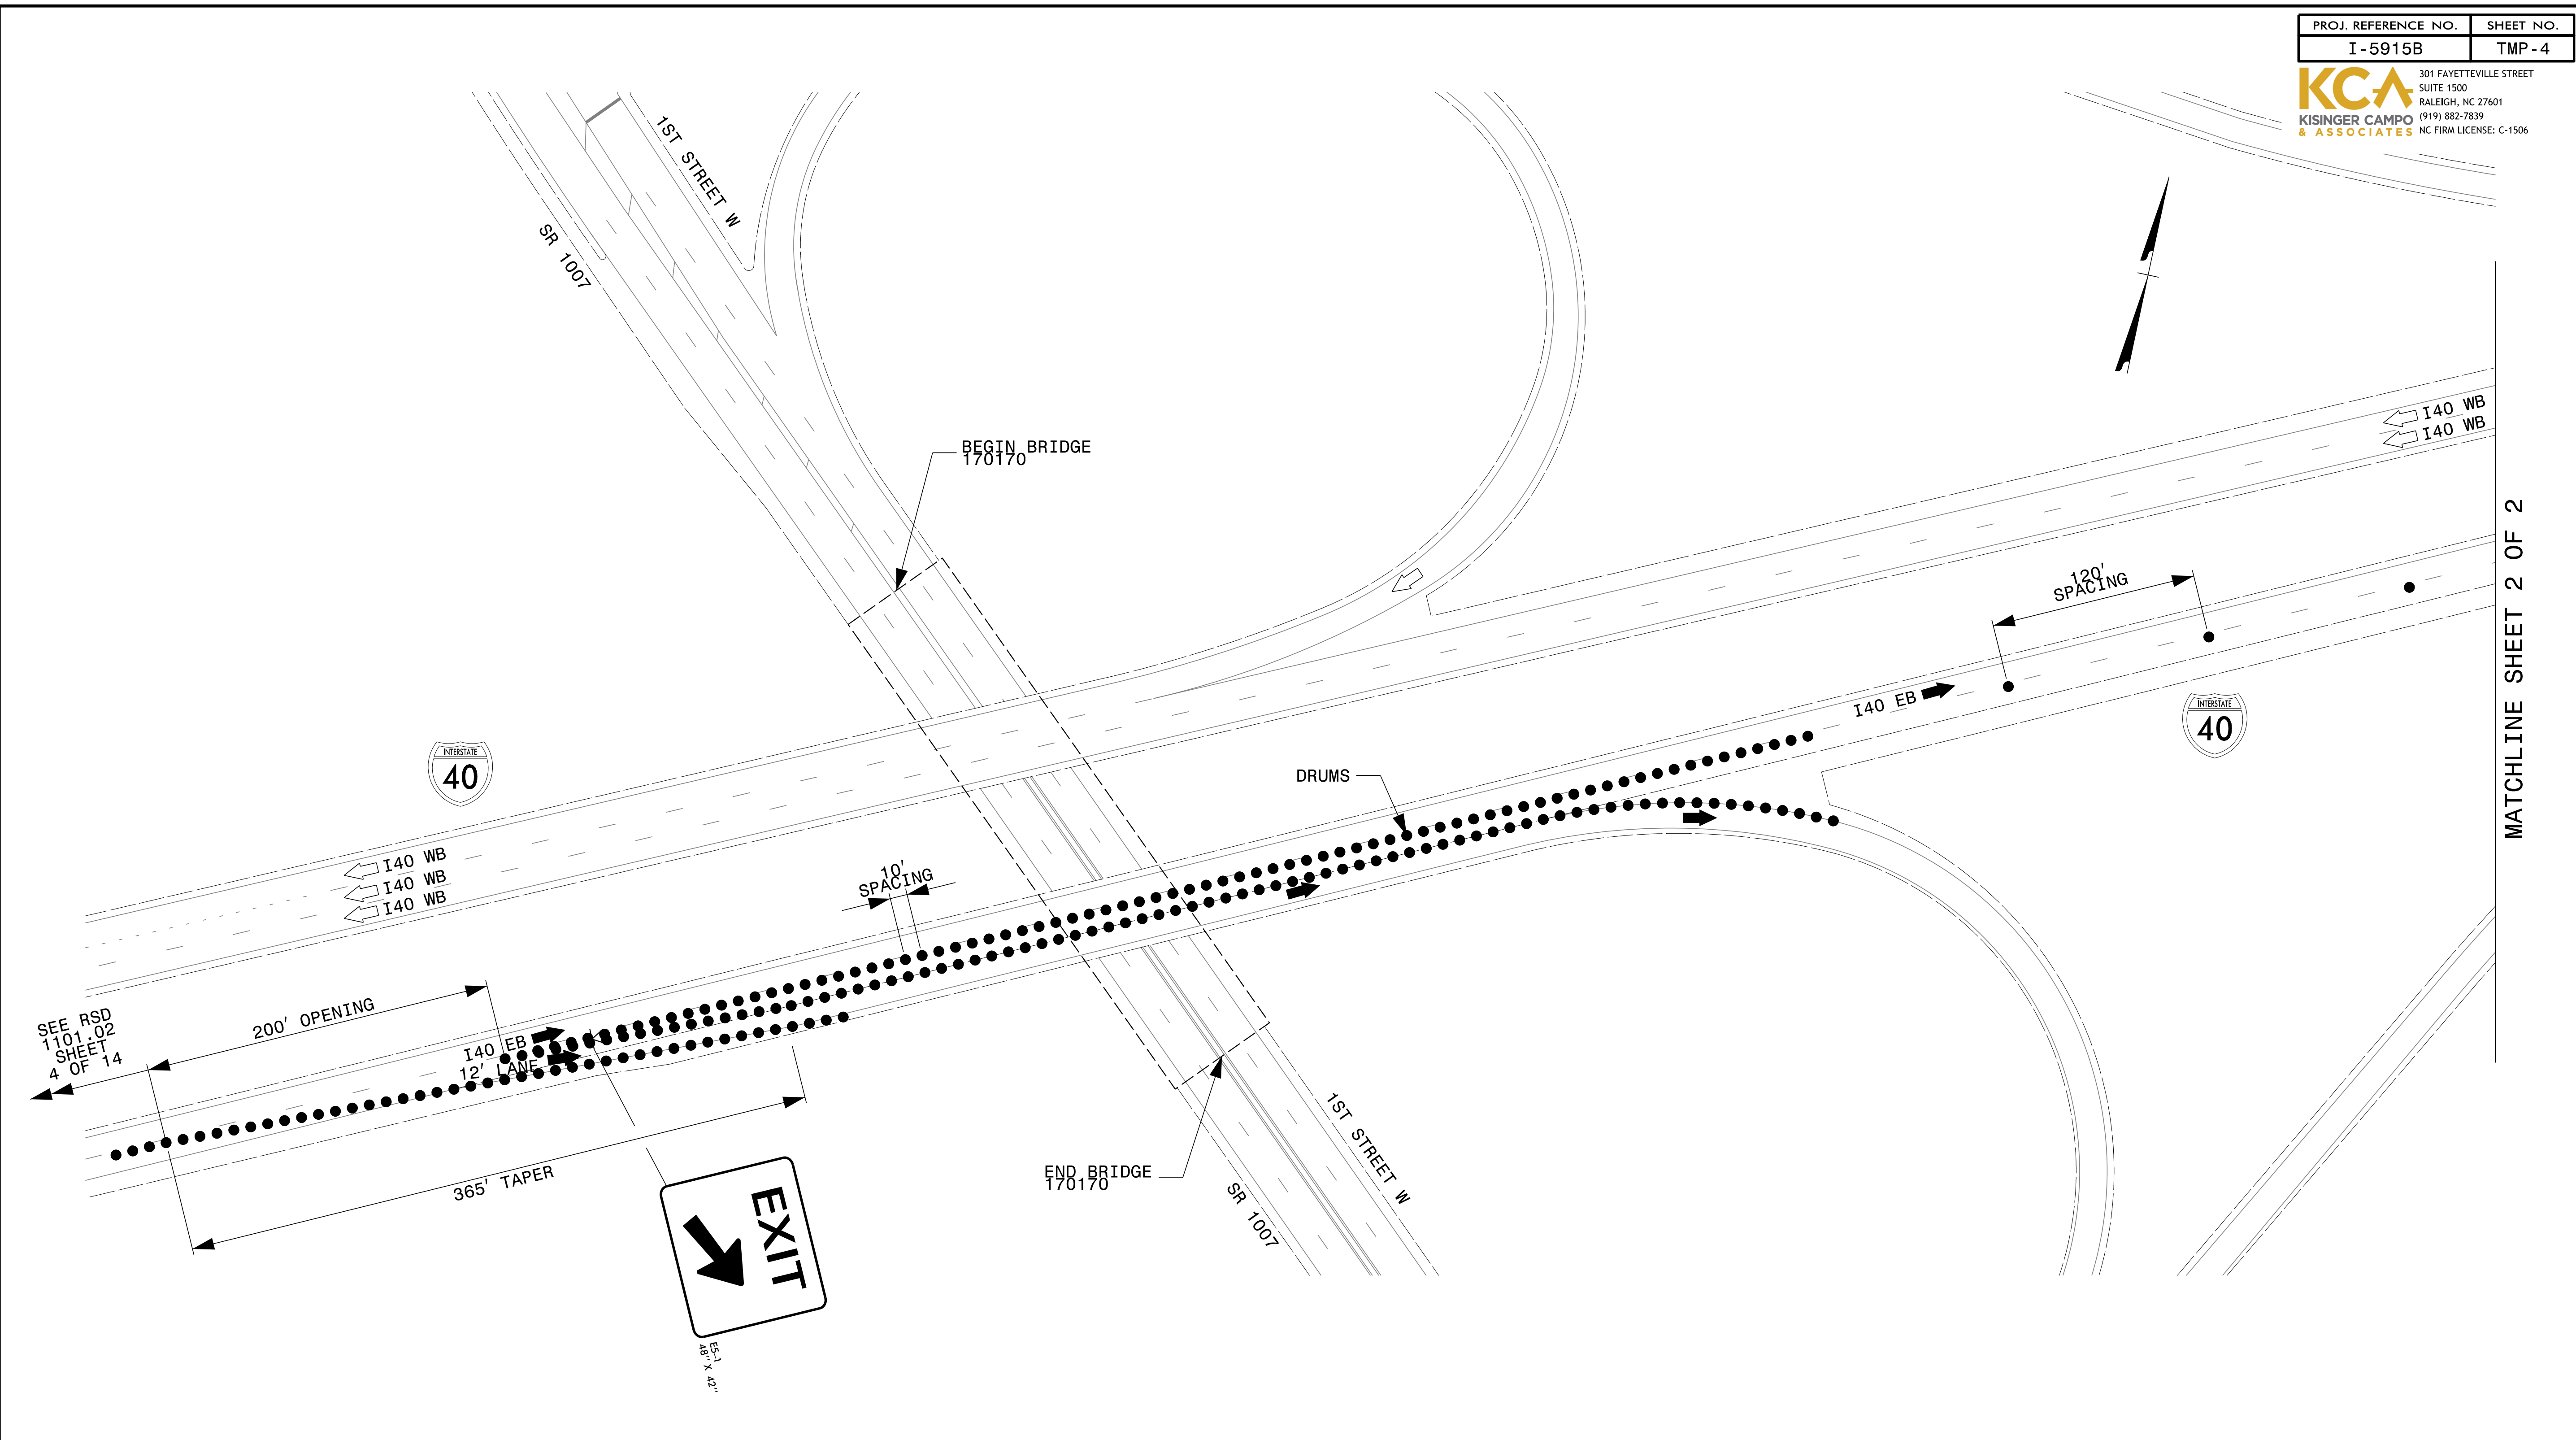 PROJ. REFERENCE NO. SHEET NO.
I-5915B TMP-4
KCA
KISINGER CAMPO
& ASSOCIATES
301 FAYETTEVILLE STREET
SUITE 1500
RALEIGH, NC 27601
(919) 882-7839
NC FIRM LICENSE: C-1506
1ST STREET W
SR 1007
BEGIN BRIDGE
170170
I40 WB
I40 WB
MATCHLINE SHEET 2 OF 2
120'
SPACING
I40 EB
INTERSTATE
40
INTERSTATE
40
DRUMS
I40 WB
I40 WB
I40 WB
10'
SPACING
SEE RSD
1101.02
SHEET
4 OF 14
200' OPENING
I40 EB
12' LANE
365' TAPER
EXIT
E5-1
48" X 42"
END BRIDGE
170170
1ST STREET W
SR 1007